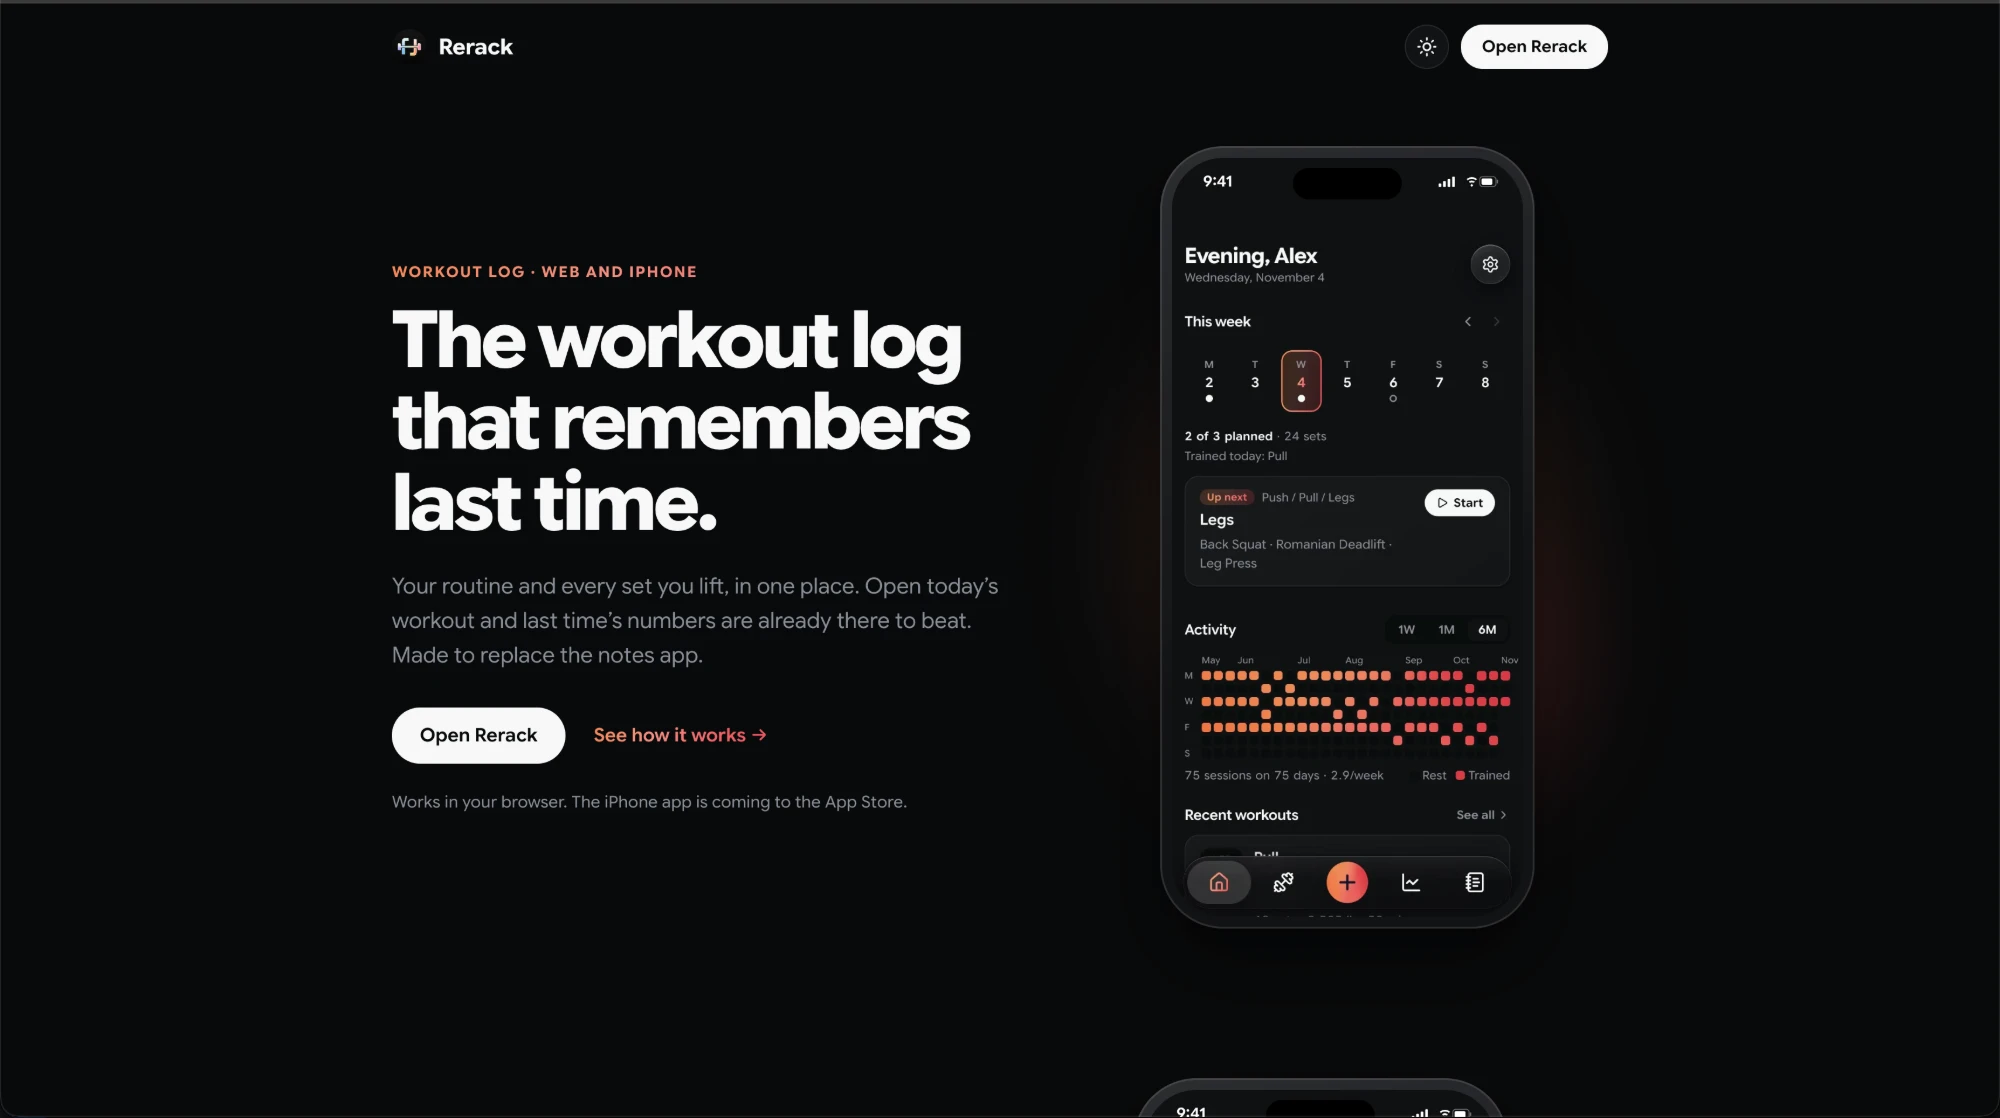 Rerack
Open Rerack
WORKOUT LOG · WEB AND IPHONE
The workout log
that remembers
last time.
Your routine and every set you lift, in one place. Open today’s
workout and last time’s numbers are already there to beat.
Made to replace the notes app.
Open Rerack
See how it works →
Works in your browser. The iPhone app is coming to the App Store.
9:41
Evening, Alex
Wednesday, November 4
This week
M T W T F S S
2 3 4 5 6 7 8
2 of 3 planned · 24 sets
Trained today: Pull
Up next Push / Pull / Legs
Start
Legs
Back Squat · Romanian Deadlift ·
Leg Press
Activity
1W 1M 6M
May Jun Jul Aug Sep Oct Nov
M
W
F
S
75 sessions on 75 days · 2.9/week
Rest Trained
Recent workouts
See all
Pull
9:41